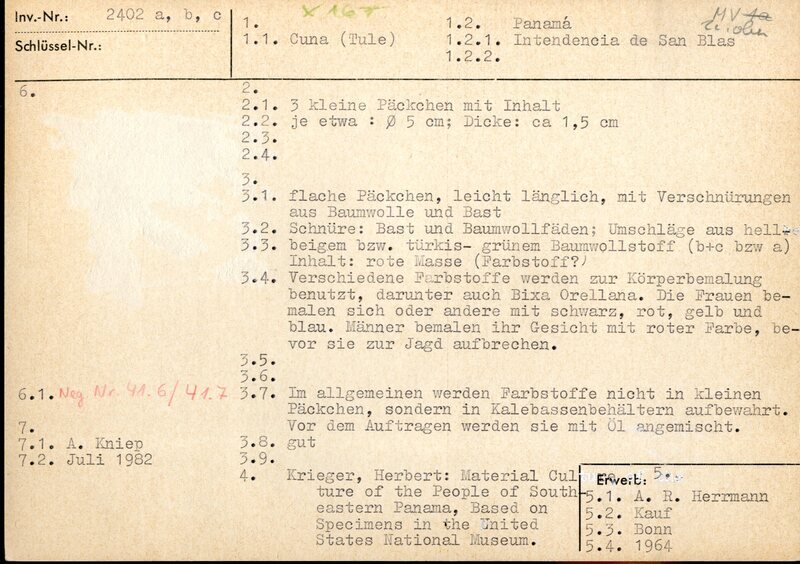 Inv.-Nr.: 2402 a, b, c
Schlüssel-Nr.:
X 167
1.
1.1. Cuna (Tule)
1.2. Panamá
1.2.1. Intendencia de San Blas
1.2.2.
MV
6.
2.
2.1. 3 kleine Päckchen mit Inhalt
2.2. je etwa : Ø 5 cm; Dicke: ca 1,5 cm
2.3.
2.4.
3.
3.1. flache Päckchen, leicht länglich, mit Verschnürungen
aus Baumwolle und Bast
3.2. Schnüre: Bast und Baumwollfäden; Umschläge aus hell-
3.3. beigem bzw. türkis- grünem Baumwollstoff (b+c bzw a)
Inhalt: rote Masse (Farbstoff?)
3.4. Verschiedene Farbstoffe werden zur Körperbemalung
benutzt, darunter auch Bixa Orellana. Die Frauen be-
malen sich oder andere mit schwarz, rot, gelb und
blau. Männer bemalen ihr Gesicht mit roter Farbe, be-
vor sie zur Jagd aufbrechen.
3.5.
3.6.
6.1. Neg Nr. 41.6/41.7
3.7. Im allgemeinen werden Farbstoffe nicht in kleinen
Päckchen, sondern in Kalebassenbehältern aufbewahrt.
Vor dem Auftragen werden sie mit Öl angemischt.
7.
7.1. A. Kniep
7.2. Juli 1982
3.8. gut
3.9.
4. Krieger, Herbert: Material Cul-
ture of the People of South-
eastern Panama, Based on
Specimens in the United
States National Museum.
5.
Erwerb:
5.1. A. R. Herrmann
5.2. Kauf
5.3. Bonn
5.4. 1964